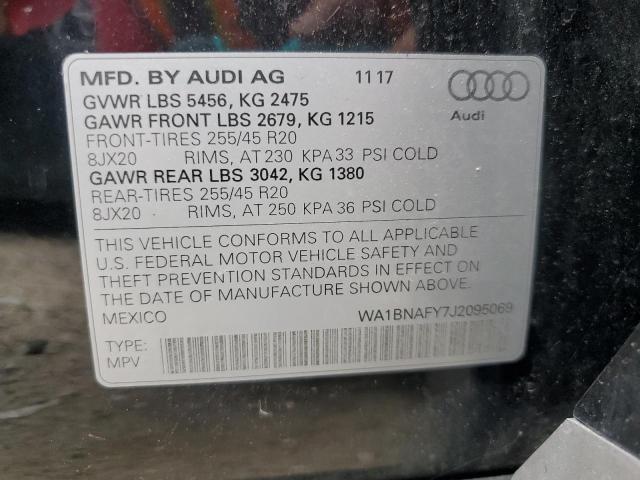 MFD. BY AUDI AG 11 17
GVWR LBS 5456, KG 2475
GAWR FRONT LBS 2679, KG 1215
FRONT-TIRES 255/45 R20
8JX20 RIMS, AT 230 KPA 33 PSI COLD
GAWR REAR LBS 3042, KG 1380
REAR-TIRES 255/45 R20
8JX20 RIMS, AT 250 KPA 36 PSI COLD
Audi
THIS VEHICLE CONFORMS TO ALL APPLICABLE
U.S. FEDERAL MOTOR VEHICLE SAFETY AND
THEFT PREVENTION STANDARDS IN EFFECT ON
THE DATE OF MANUFACTURE SHOWN ABOVE.
MEXICO WA1BNAFY7J2095069
TYPE:
MPV